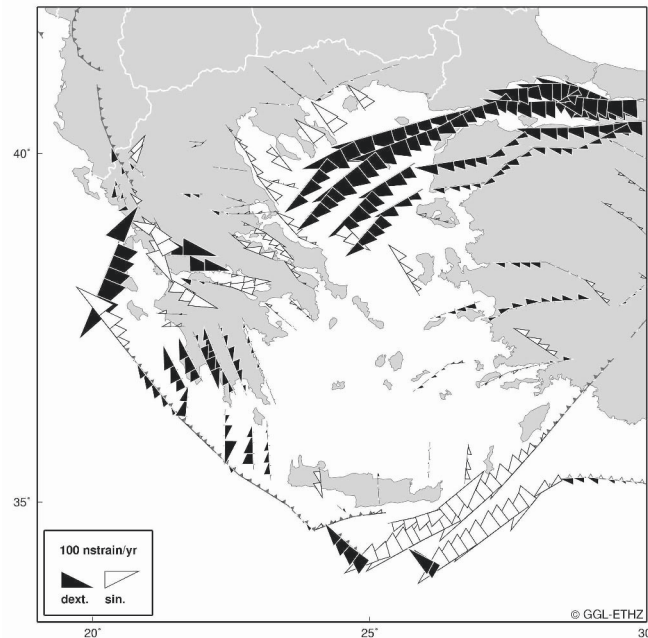 40˚
35˚
100 nstrain/yr
dext. sin.
© GGL-ETHZ
20˚ 25˚ 30